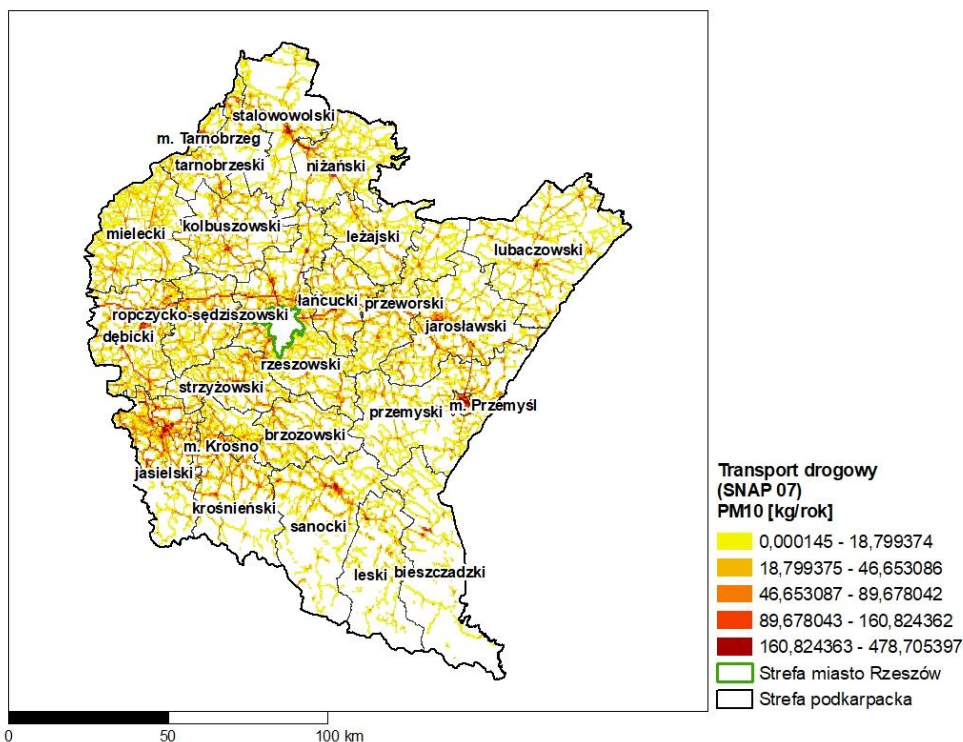 stalowowolski
m. Tarnobrzeg
tarnobrzeski
niżański
mielecki
kolbuszowski
leżajski
lubaczowski
łańcucki
przeworski
ropczycko-sędziszowski
jarosławski
dębicki
rzeszowski
strzyżowski
przemyski
m. Przemyśl
brzozowski
m. Krosno
jasielski
krośnieński
sanocki
leski
bieszczadzki
Transport drogowy
(SNAP 07)
PM10 [kg/rok]
0,000145 - 18,799374
18,799375 - 46,653086
46,653087 - 89,678042
89,678043 - 160,824362
160,824363 - 478,705397
Strefa miasto Rzeszów
Strefa podkarpacka
0 50 100 km